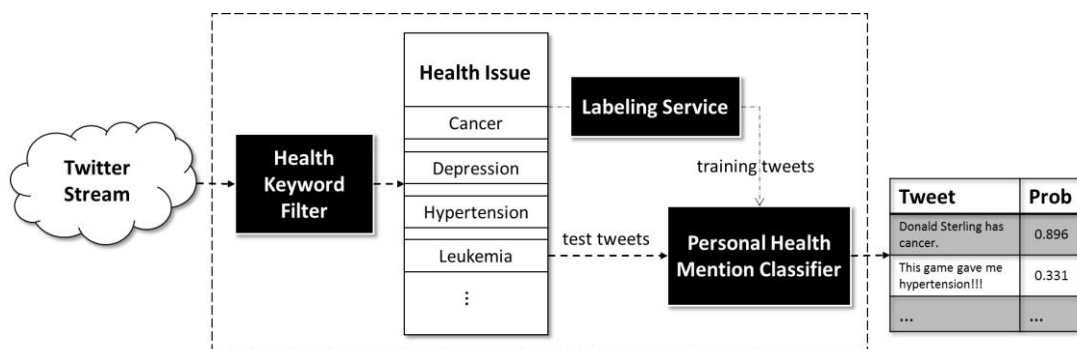 Twitter
Stream
Health
Keyword
Filter
Health Issue
Cancer
Depression
Hypertension
Leukemia
⋮
Labeling Service
training tweets
test tweets
Personal Health
Mention Classifier
Tweet Prob
Donald Sterling has
cancer. 0.896
This game gave me
hypertension!!! 0.331
... ...